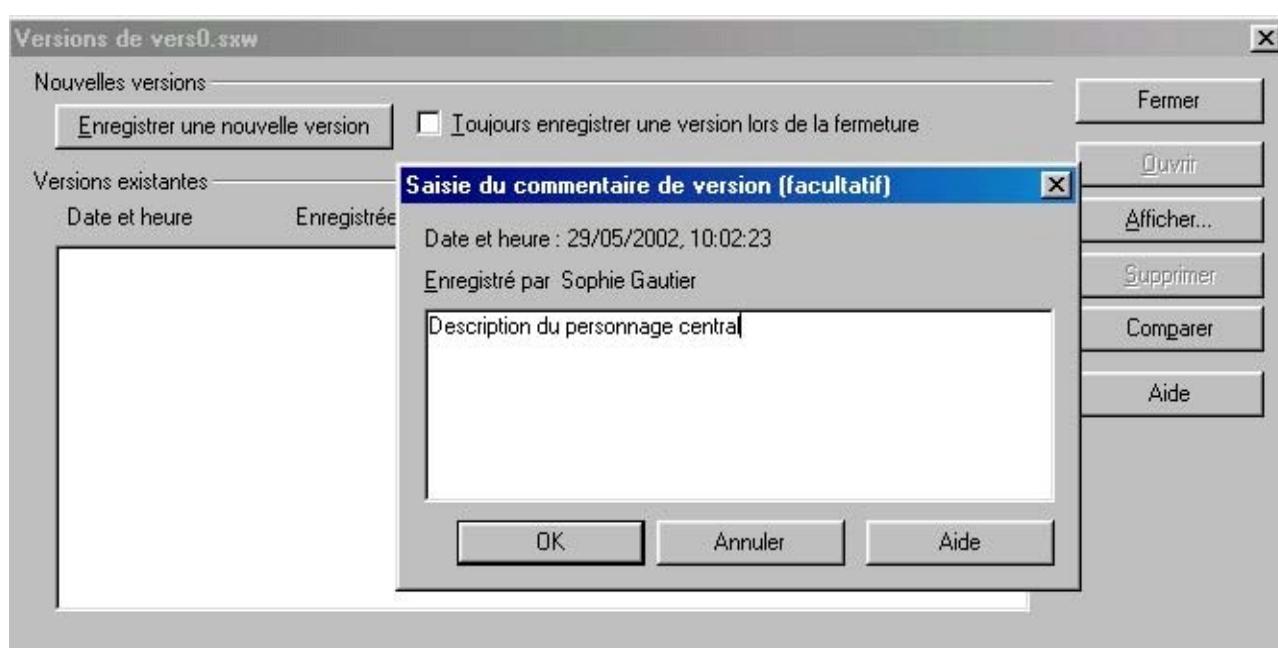 Versions de vers0.sxw
Nouvelles versions
Enregistrer une nouvelle version
Toujours enregistrer une version lors de la fermeture
Versions existantes
Date et heure
Enregistrée
Fermer
Ouvrir
Afficher...
Supprimer
Comparer
Aide
Saisie du commentaire de version (facultatif)
Date et heure : 29/05/2002, 10:02:23
Enregistré par Sophie Gautier
Description du personnage central
OK
Annuler
Aide